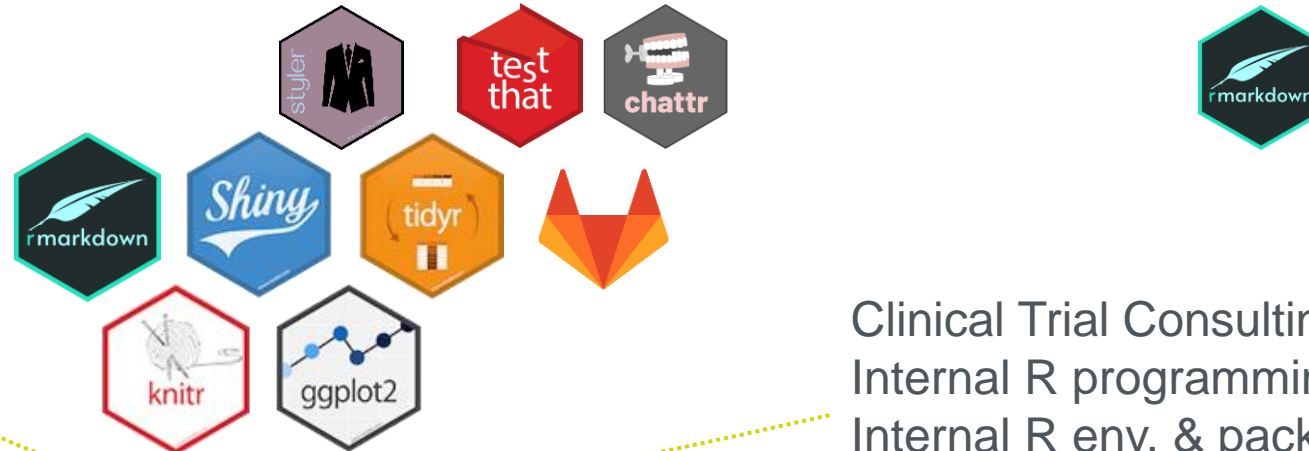 styler
test
that
chattr
rmarkdown
Shiny
tidyr
knitr
ggplot2
rmarkdown
Clinical Trial Consultin
Internal R programmin
Internal R env. & pack